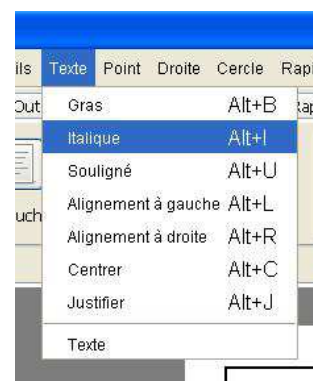 ils Texte Point Droite Cercle Rapi
Out Gras Alt+B Rap
Italique Alt+I
Souligné Alt+U
uch Alignement à gauche Alt+L
Alignement à droite Alt+R
Centrer Alt+C
Justifier Alt+J
Texte